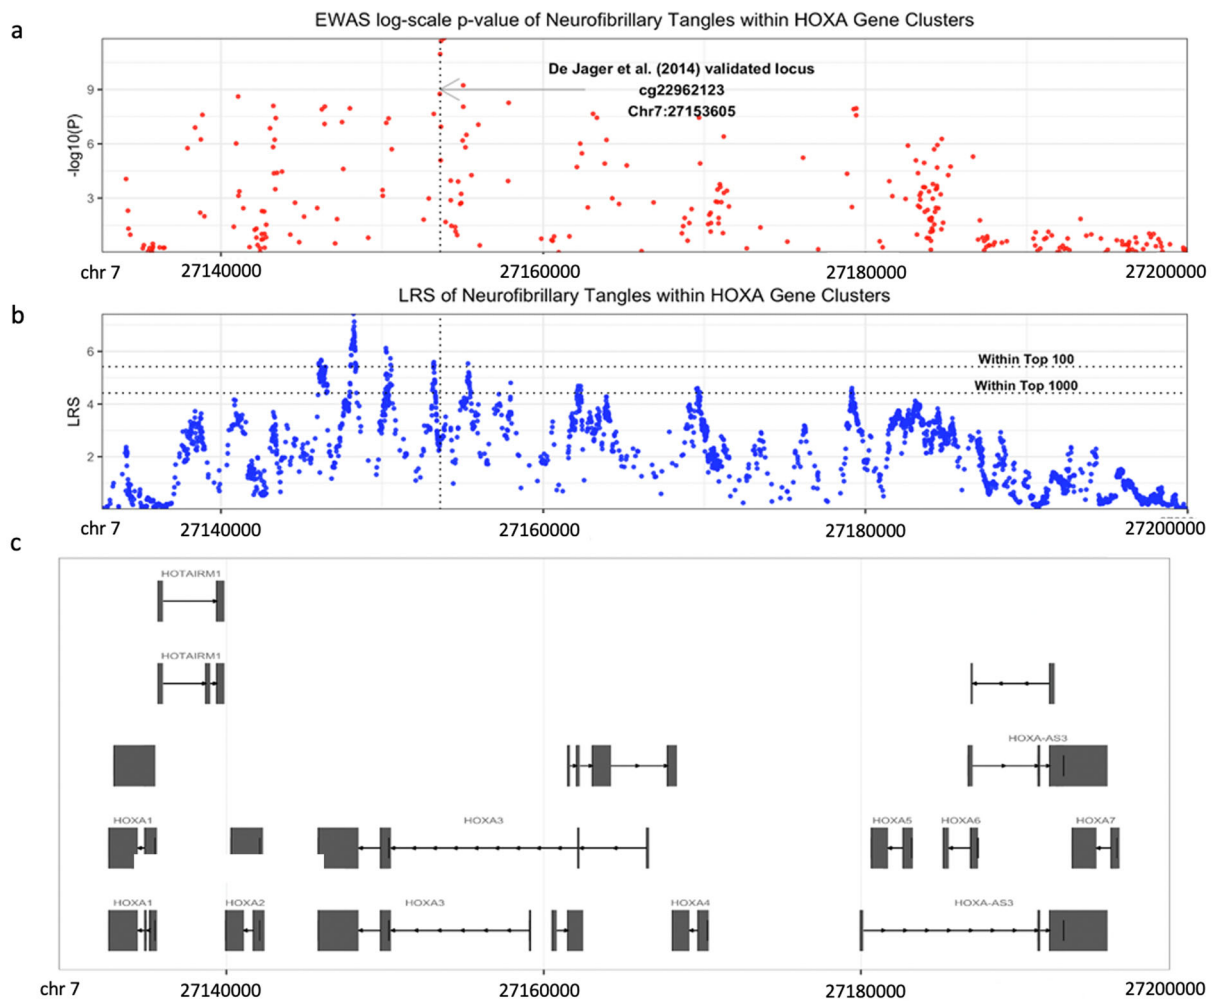 a
EWAS log-scale p-value of Neurofibrillary Tangles within HOXA Gene Clusters
De Jager et al. (2014) validated locus
cg22962123
Chr7:27153605
-log10(P)
9
6
3
chr 7 27140000 27160000 27180000 27200000
LRS of Neurofibrillary Tangles within HOXA Gene Clusters
b
Within Top 100
Within Top 1000
LRS
6
4
2
chr 7 27140000 27160000 27180000 27200000
c
HOTAIRM1
HOTAIRM1
HOXA-AS3
HOXA1 HOXA3 HOXA5 HOXA6 HOXA7
HOXA1 HOXA2 HOXA3 HOXA4 HOXA-AS3
chr 7 27140000 27160000 27180000 27200000